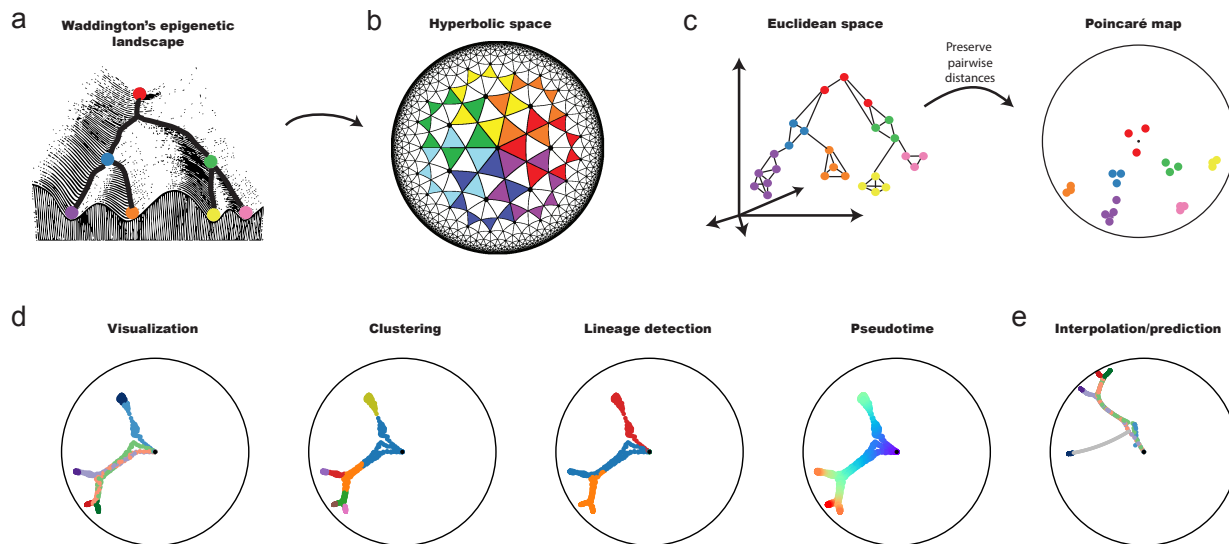 a
Waddington's epigenetic
landscape
b
Hyperbolic space
c
Euclidean space
Preserve
pairwise
distances
Poincaré map
d
Visualization
Clustering
Lineage detection
Pseudotime
e
Interpolation/prediction